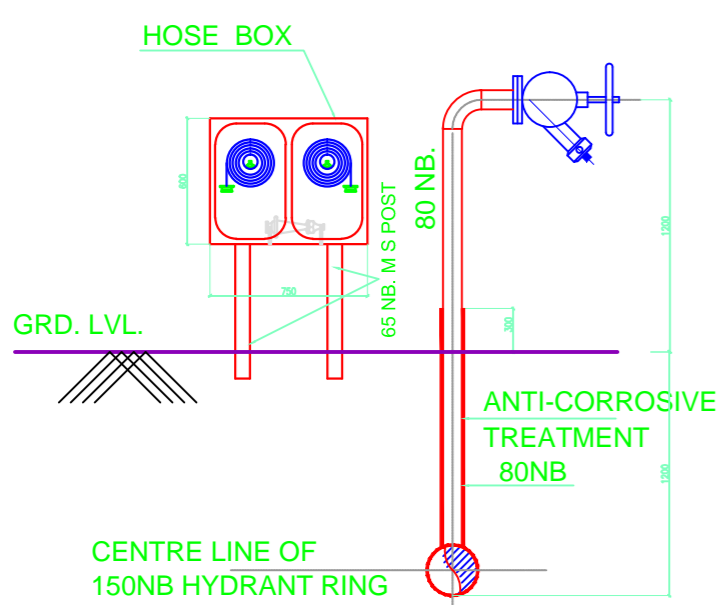 HOSE BOX
600
750
65 NB. M S POST
80 NB.
1200
300
GRD. LVL.
ANTI-CORROSIVE
TREATMENT
80NB
1200
CENTRE LINE OF
150NB HYDRANT RING